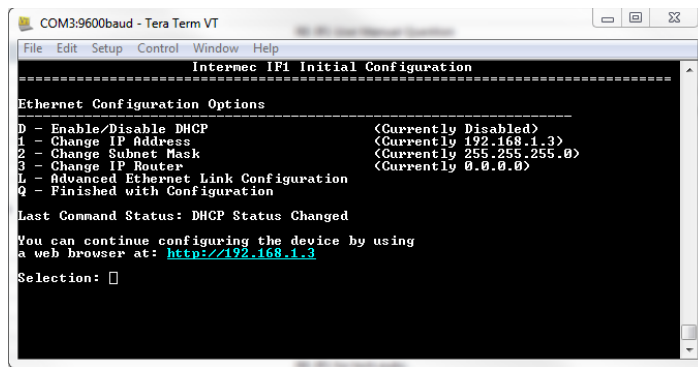 COM3:9600baud - Tera Term VT
File Edit Setup Control Window Help
Intermec IF1 Initial Configuration
================================================================================
Ethernet Configuration Options
--------------------------------------------------------------------
D - Enable/Disable DHCP (Currently Disabled)
1 - Change IP Address (Currently 192.168.1.3)
2 - Change Subnet Mask (Currently 255.255.255.0)
3 - Change IP Router (Currently 0.0.0.0)
L - Advanced Ethernet Link Configuration
Q - Finished with Configuration
Last Command Status: DHCP Status Changed
You can continue configuring the device by using
a web browser at: http://192.168.1.3
Selection: